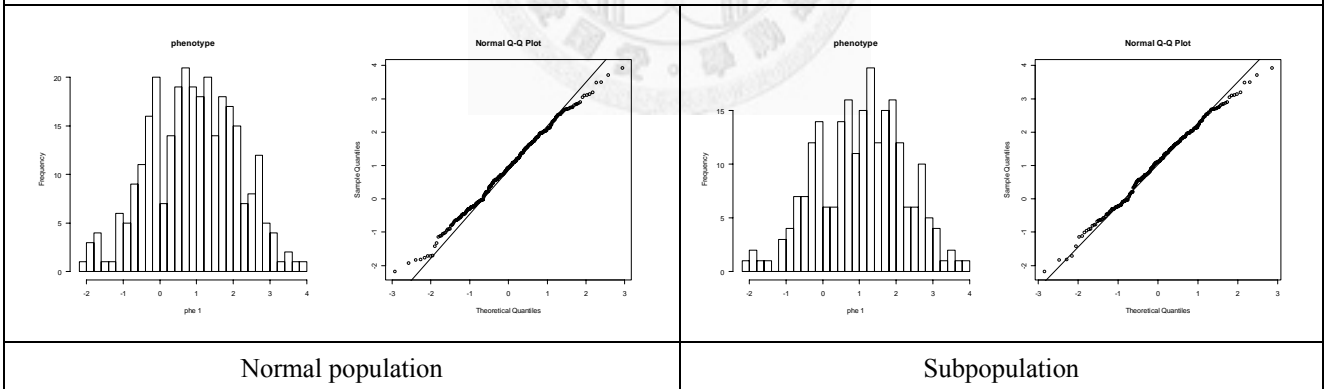 phenotype
Frequency
20
15
10
5
0
-2 -1 0 1 2 3 4
phe 1
Normal Q-Q Plot
Sample Quantiles
4
3
2
1
0
-1
-2
-3 -2 -1 0 1 2 3
Theoretical Quantiles
phenotype
Frequency
15
10
5
0
-2 -1 0 1 2 3 4
phe 1
Normal Q-Q Plot
Sample Quantiles
4
3
2
1
0
-1
-2
-3 -2 -1 0 1 2 3
Theoretical Quantiles
Normal population
Subpopulation